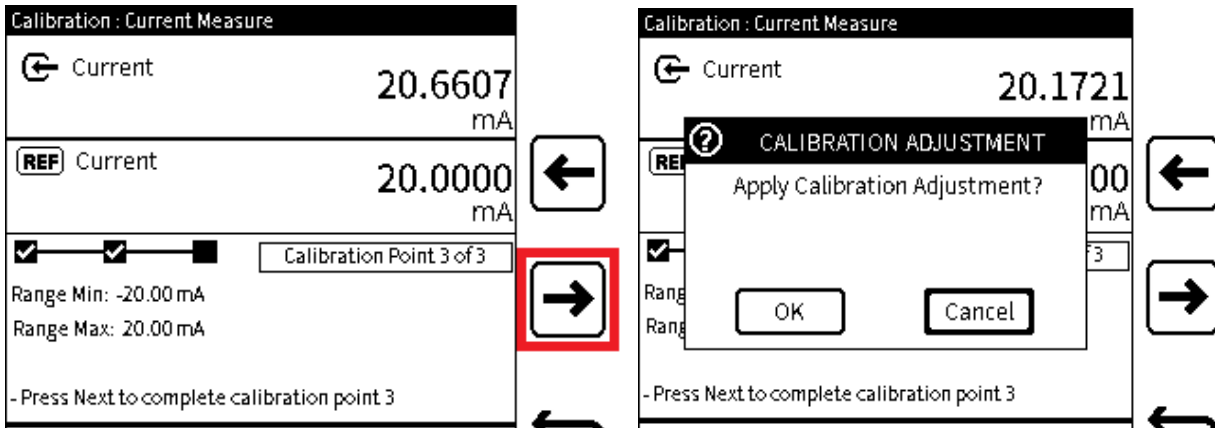 Calibration : Current Measure
Current
20.6607
mA
REF Current
20.0000
mA
Calibration Point 3 of 3
Range Min: -20.00 mA
Range Max: 20.00 mA
- Press Next to complete calibration point 3
Calibration : Current Measure
Current
20.1721
mA
CALIBRATION ADJUSTMENT
Apply Calibration Adjustment?
00
mA
3
OK
Cancel
- Press Next to complete calibration point 3